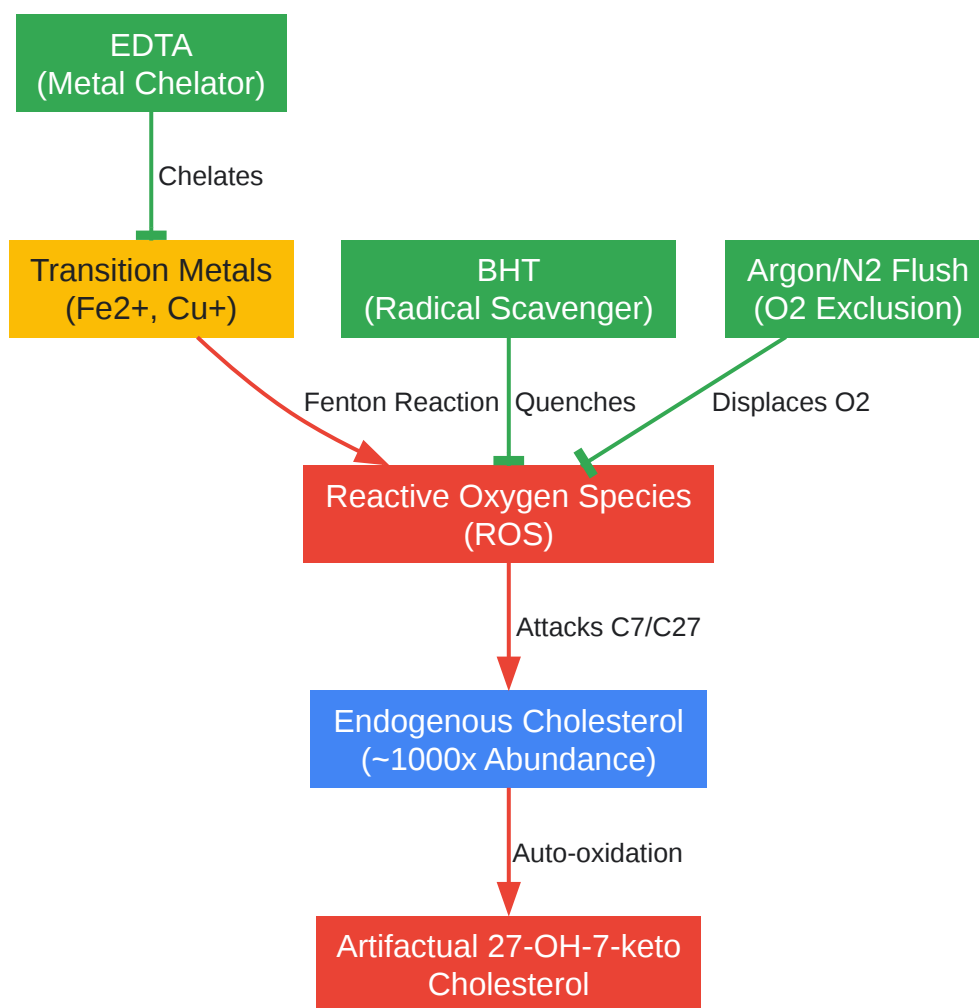 EDTA
(Metal Chelator)
Chelates
Transition Metals
(Fe2+, Cu+)
BHT
(Radical Scavenger)
Argon/N2 Flush
(O2 Exclusion)
Fenton Reaction
Quenches
Displaces O2
Reactive Oxygen Species
(ROS)
Attacks C7/C27
Endogenous Cholesterol
(~1000x Abundance)
Auto-oxidation
Artifactual 27-OH-7-keto
Cholesterol